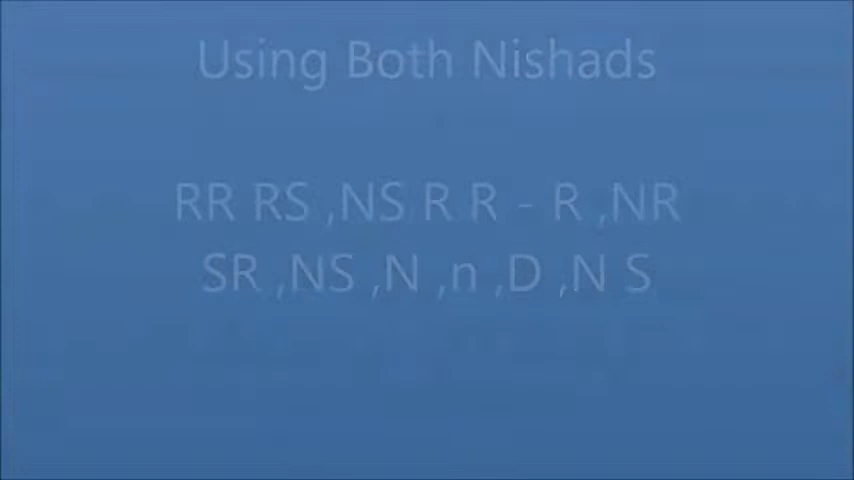 Using Both Nishads
RR RS ,NS R R - R ,NR
SR ,NS ,N ,n ,D ,N S